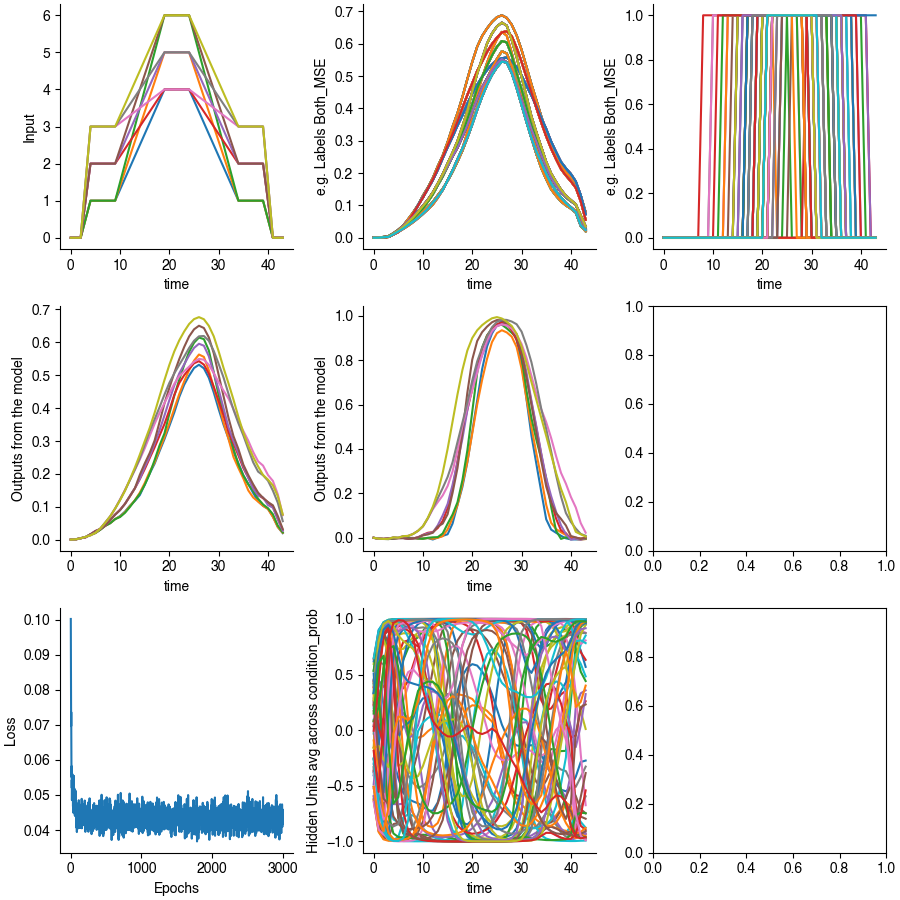 6
5
4
3
2
1
0
Input
0 10 20 30 40
time
0.7
0.6
0.5
0.4
0.3
0.2
0.1
0.0
e.g. Labels Both_MSE
0 10 20 30 40
time
1.0
0.8
0.6
0.4
0.2
0.0
e.g. Labels Both_MSE
0 20 30 40
time
0.7
0.6
0.5
0.4
0.3
0.2
0.1
0.0
Outputs from the model
0 10 20 30 40
time
1.0
0.8
0.6
0.4
0.2
0.0
Outputs from the model
0 10 20 30 40
time
1.0
0.8
0.6
0.4
0.2
0.0
0.0 0.2 0.4 0.6 0.8 1.0
0.10
0.09
0.08
0.07
0.06
0.05
0.04
Loss
0 1000 2000 3000
Epochs
1.0
0.5
0.0
−0.5
−1.0
Hidden Units avg across condition_prob
0 10 20 30 40
time
1.0
0.8
0.6
0.4
0.2
0.0
0.0 0.2 0.4 0.6 0.8 1.0